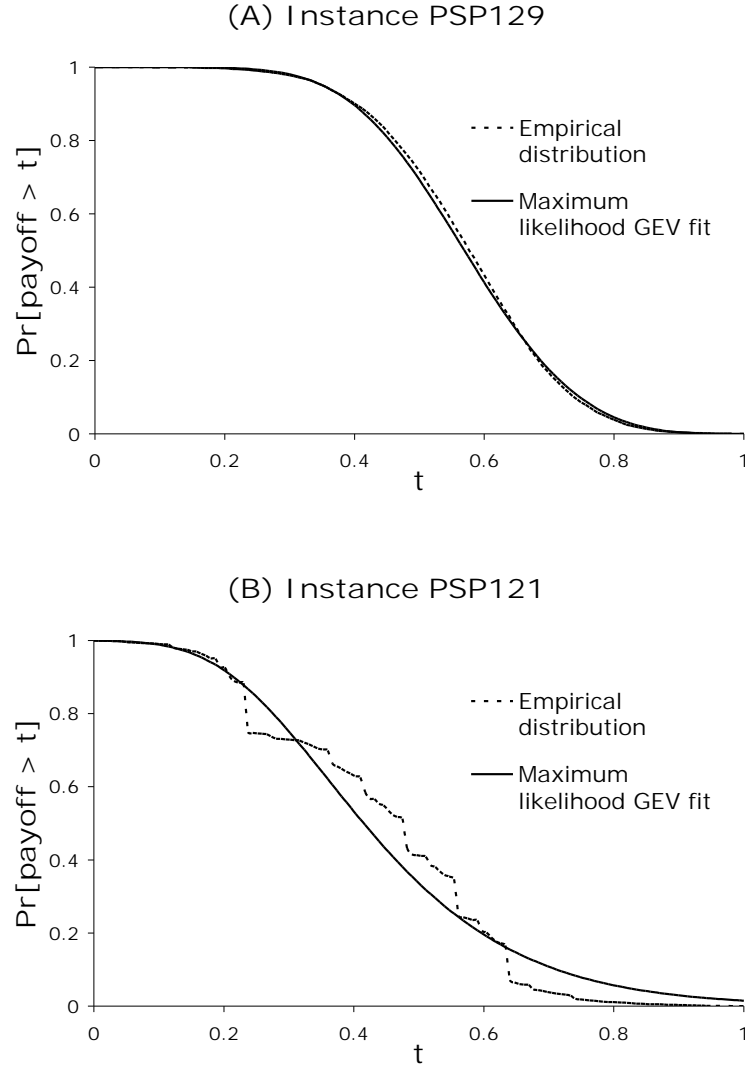 (A) Instance PSP129
1
0.8
0.6
0.4
0.2
0
Pr[payoff > t]
Empirical
distribution
Maximum
likelihood GEV fit
0 0.2 0.4 0.6 0.8 1
t
(B) Instance PSP121
1
0.8
0.6
0.4
0.2
0
Pr[payoff > t]
Empirical
distribution
Maximum
likelihood GEV fit
0 0.2 0.4 0.6 0.8 1
t